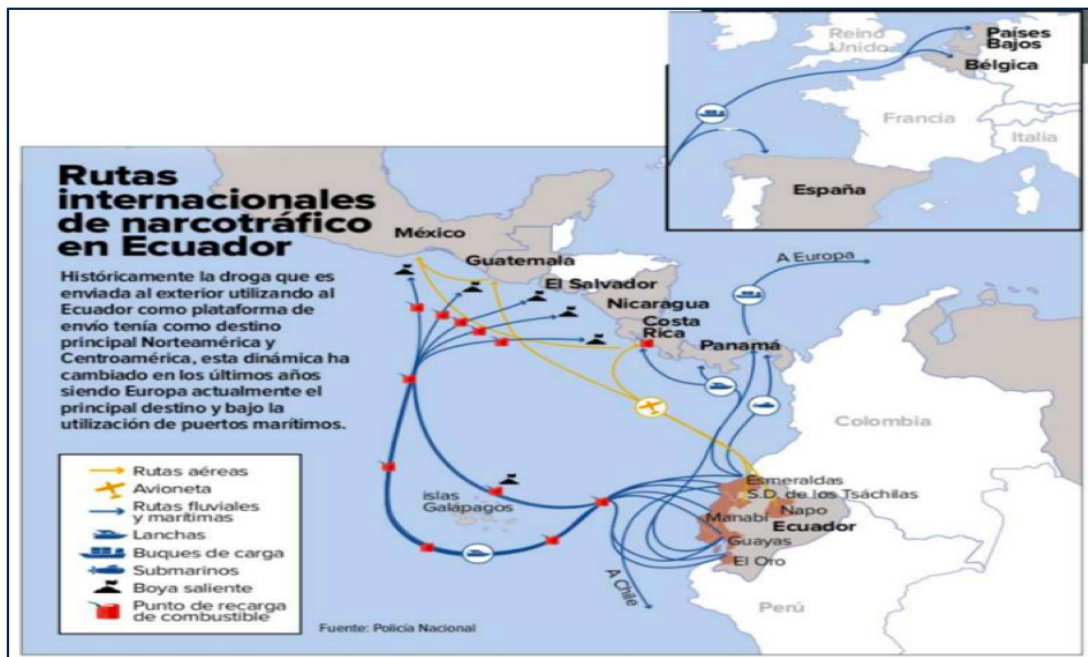 Reino
Unido
Países
Bajos
Bélgica
Francia
Italia
España
Rutas
internacionales
de narcotráfico
en Ecuador
Históricamente la droga que es
enviada al exterior utilizando al
Ecuador como plataforma de
envío tenía como destino
principal Norteamérica y
Centroamérica, esta dinámica ha
cambiado en los últimos años
siendo Europa actualmente el
principal destino y bajo la
utilización de puertos marítimos.
México
Guatemala
El Salvador
Nicaragua
Costa
Rica
Panamá
A Europa
Colombia
Esmeraldas
S.D. de los Tsáchilas
Napo
Manabí
Ecuador
Guayas
El Oro
islas
Galápagos
A Chile
Perú
Rutas aéreas
Avioneta
Rutas fluviales
y marítimas
Lanchas
Buques de carga
Submarinos
Boya saliente
Punto de recarga
de combustible
Fuente: Policía Nacional